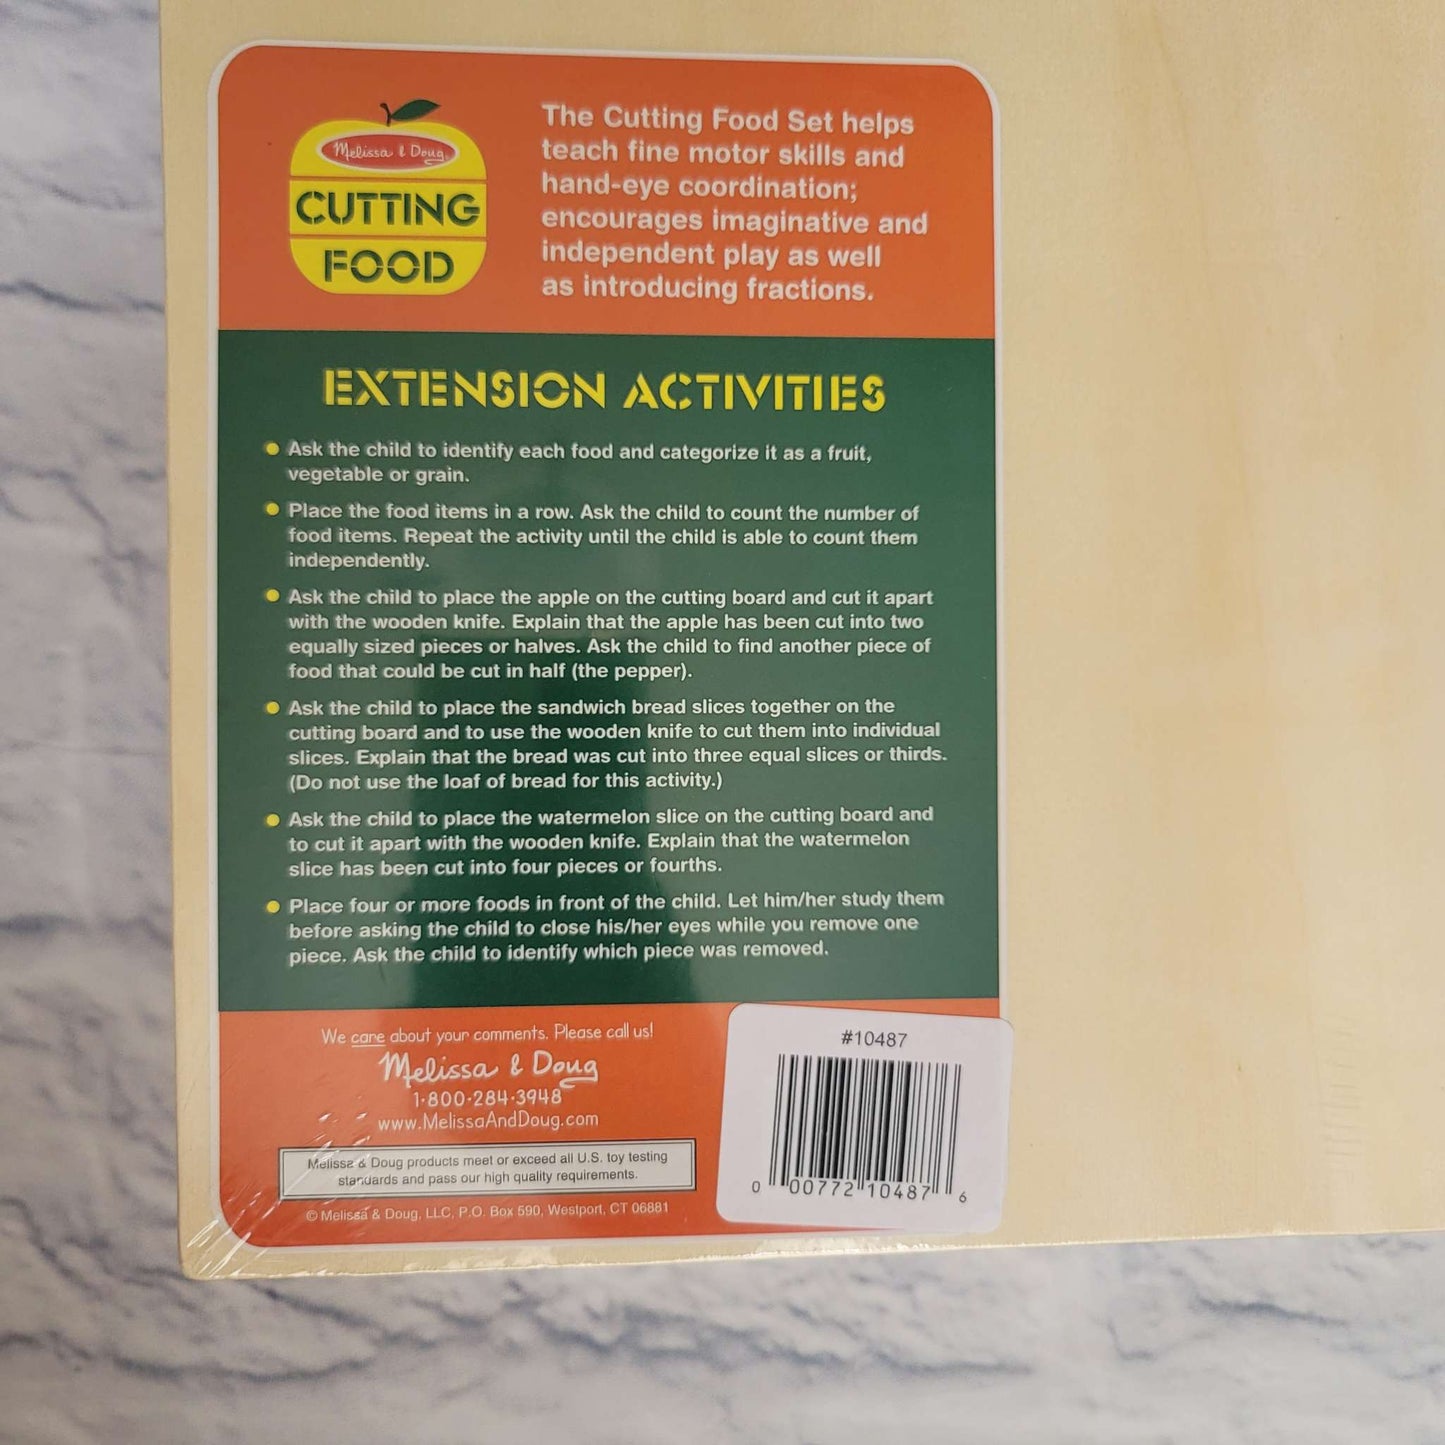 Melissa & Doug
CUTTING
FOOD
The Cutting Food Set helps
teach fine motor skills and
hand-eye coordination;
encourages imaginative and
independent play as well
as introducing fractions.
EXTENSION ACTIVITIES
Ask the child to identify each food and categorize it as a fruit,
vegetable or grain.
Place the food items in a row. Ask the child to count the number of
food items. Repeat the activity until the child is able to count them
independently.
Ask the child to place the apple on the cutting board and cut it apart
with the wooden knife. Explain that the apple has been cut into two
equally sized pieces or halves. Ask the child to find another piece of
food that could be cut in half (the pepper).
Ask the child to place the sandwich bread slices together on the
cutting board and to use the wooden knife to cut them into individual
slices. Explain that the bread was cut into three equal slices or thirds.
(Do not use the loaf of bread for this activity.)
Ask the child to place the watermelon slice on the cutting board and
to cut it apart with the wooden knife. Explain that the watermelon
slice has been cut into four pieces or fourths.
Place four or more foods in front of the child. Let him/her study them
before asking the child to close his/her eyes while you remove one
piece. Ask the child to identify which piece was removed.
We care about your comments. Please call us!
Melissa & Doug
1-800-284-3948
www.MelissaAndDoug.com
Melissa & Doug products meet or exceed all U.S. toy testing
standards and pass our high quality requirements.
© Melissa & Doug, LLC, P.O. Box 590, Westport, CT 06881
#10487
0 00772 10487 6